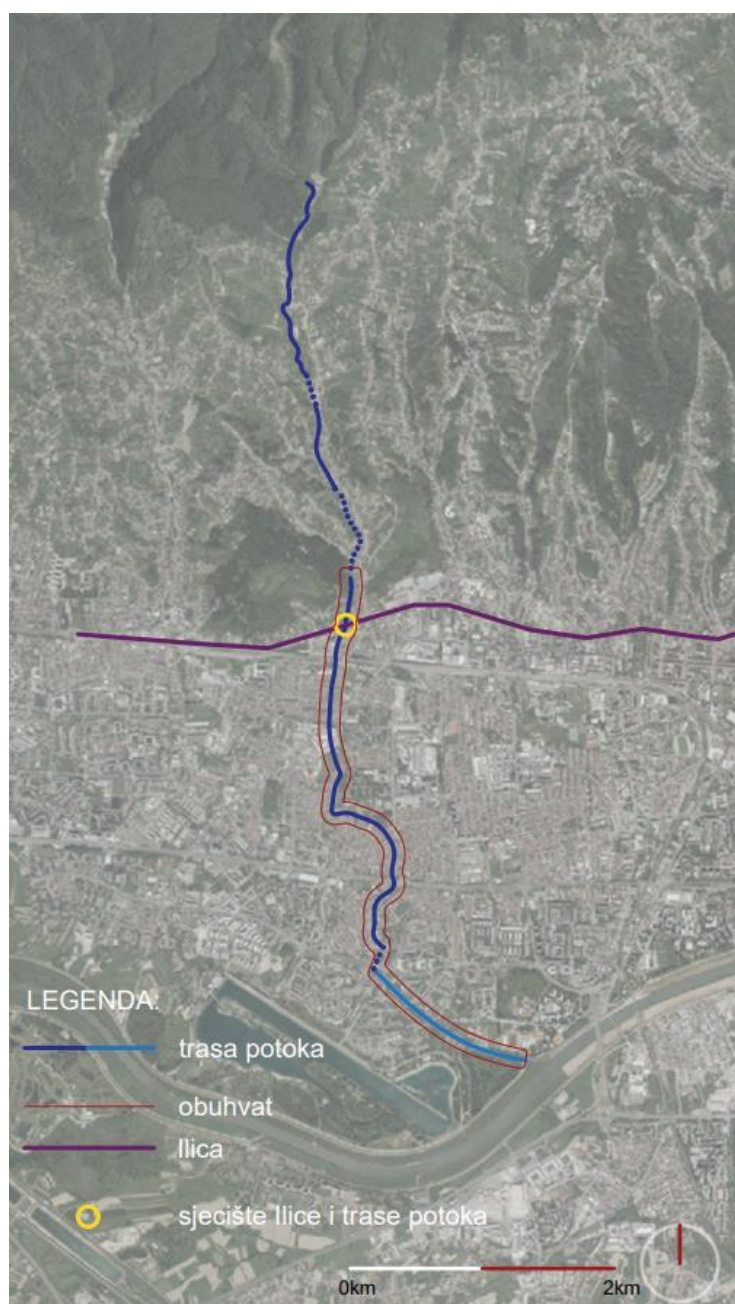 LEGENDA:
trasa potoka
obuhvat
Ilica
sjecište Ilice i trase potoka
0km 2km